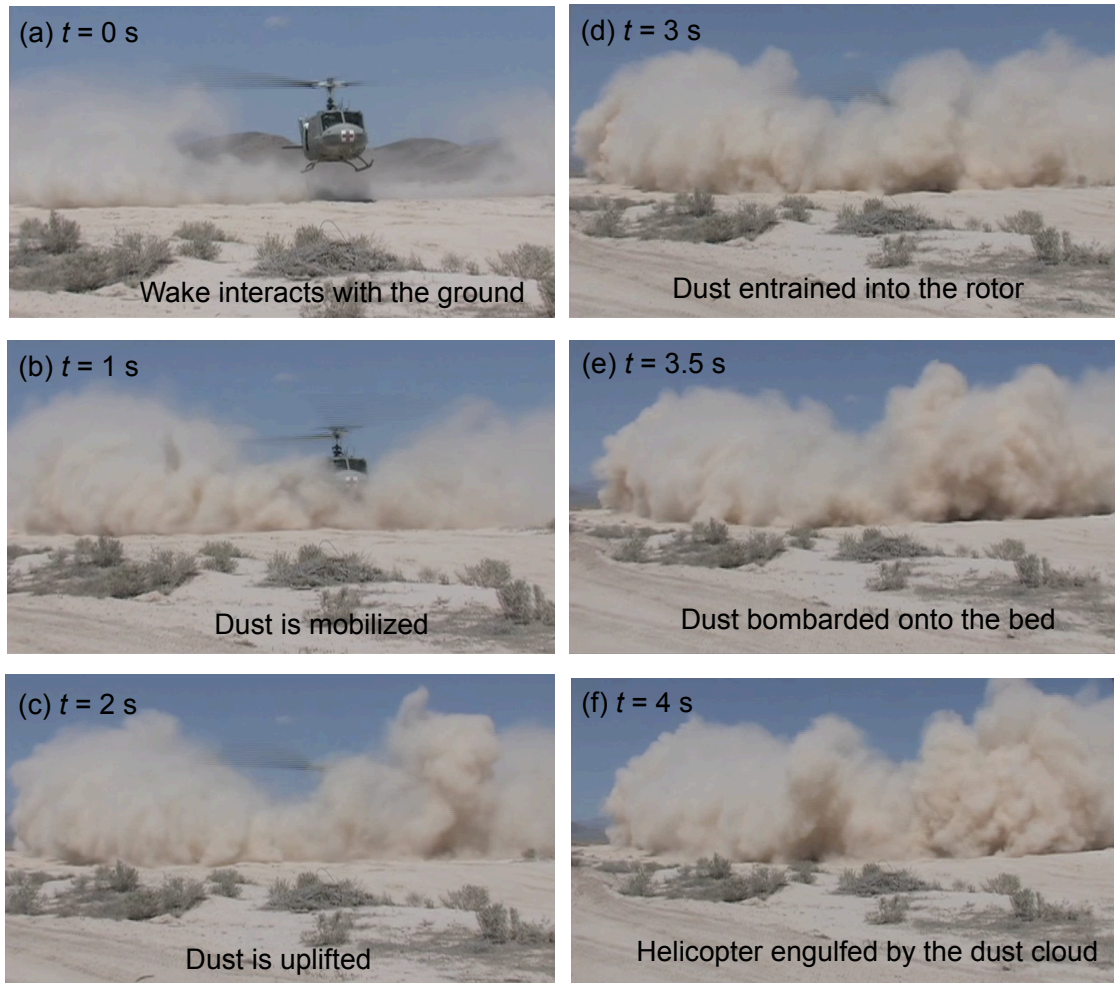 (a) t = 0 s
Wake interacts with the ground
(b) t = 1 s
Dust is mobilized
(c) t = 2 s
Dust is uplifted
(d) t = 3 s
Dust entrained into the rotor
(e) t = 3.5 s
Dust bombarded onto the bed
(f) t = 4 s
Helicopter engulfed by the dust cloud